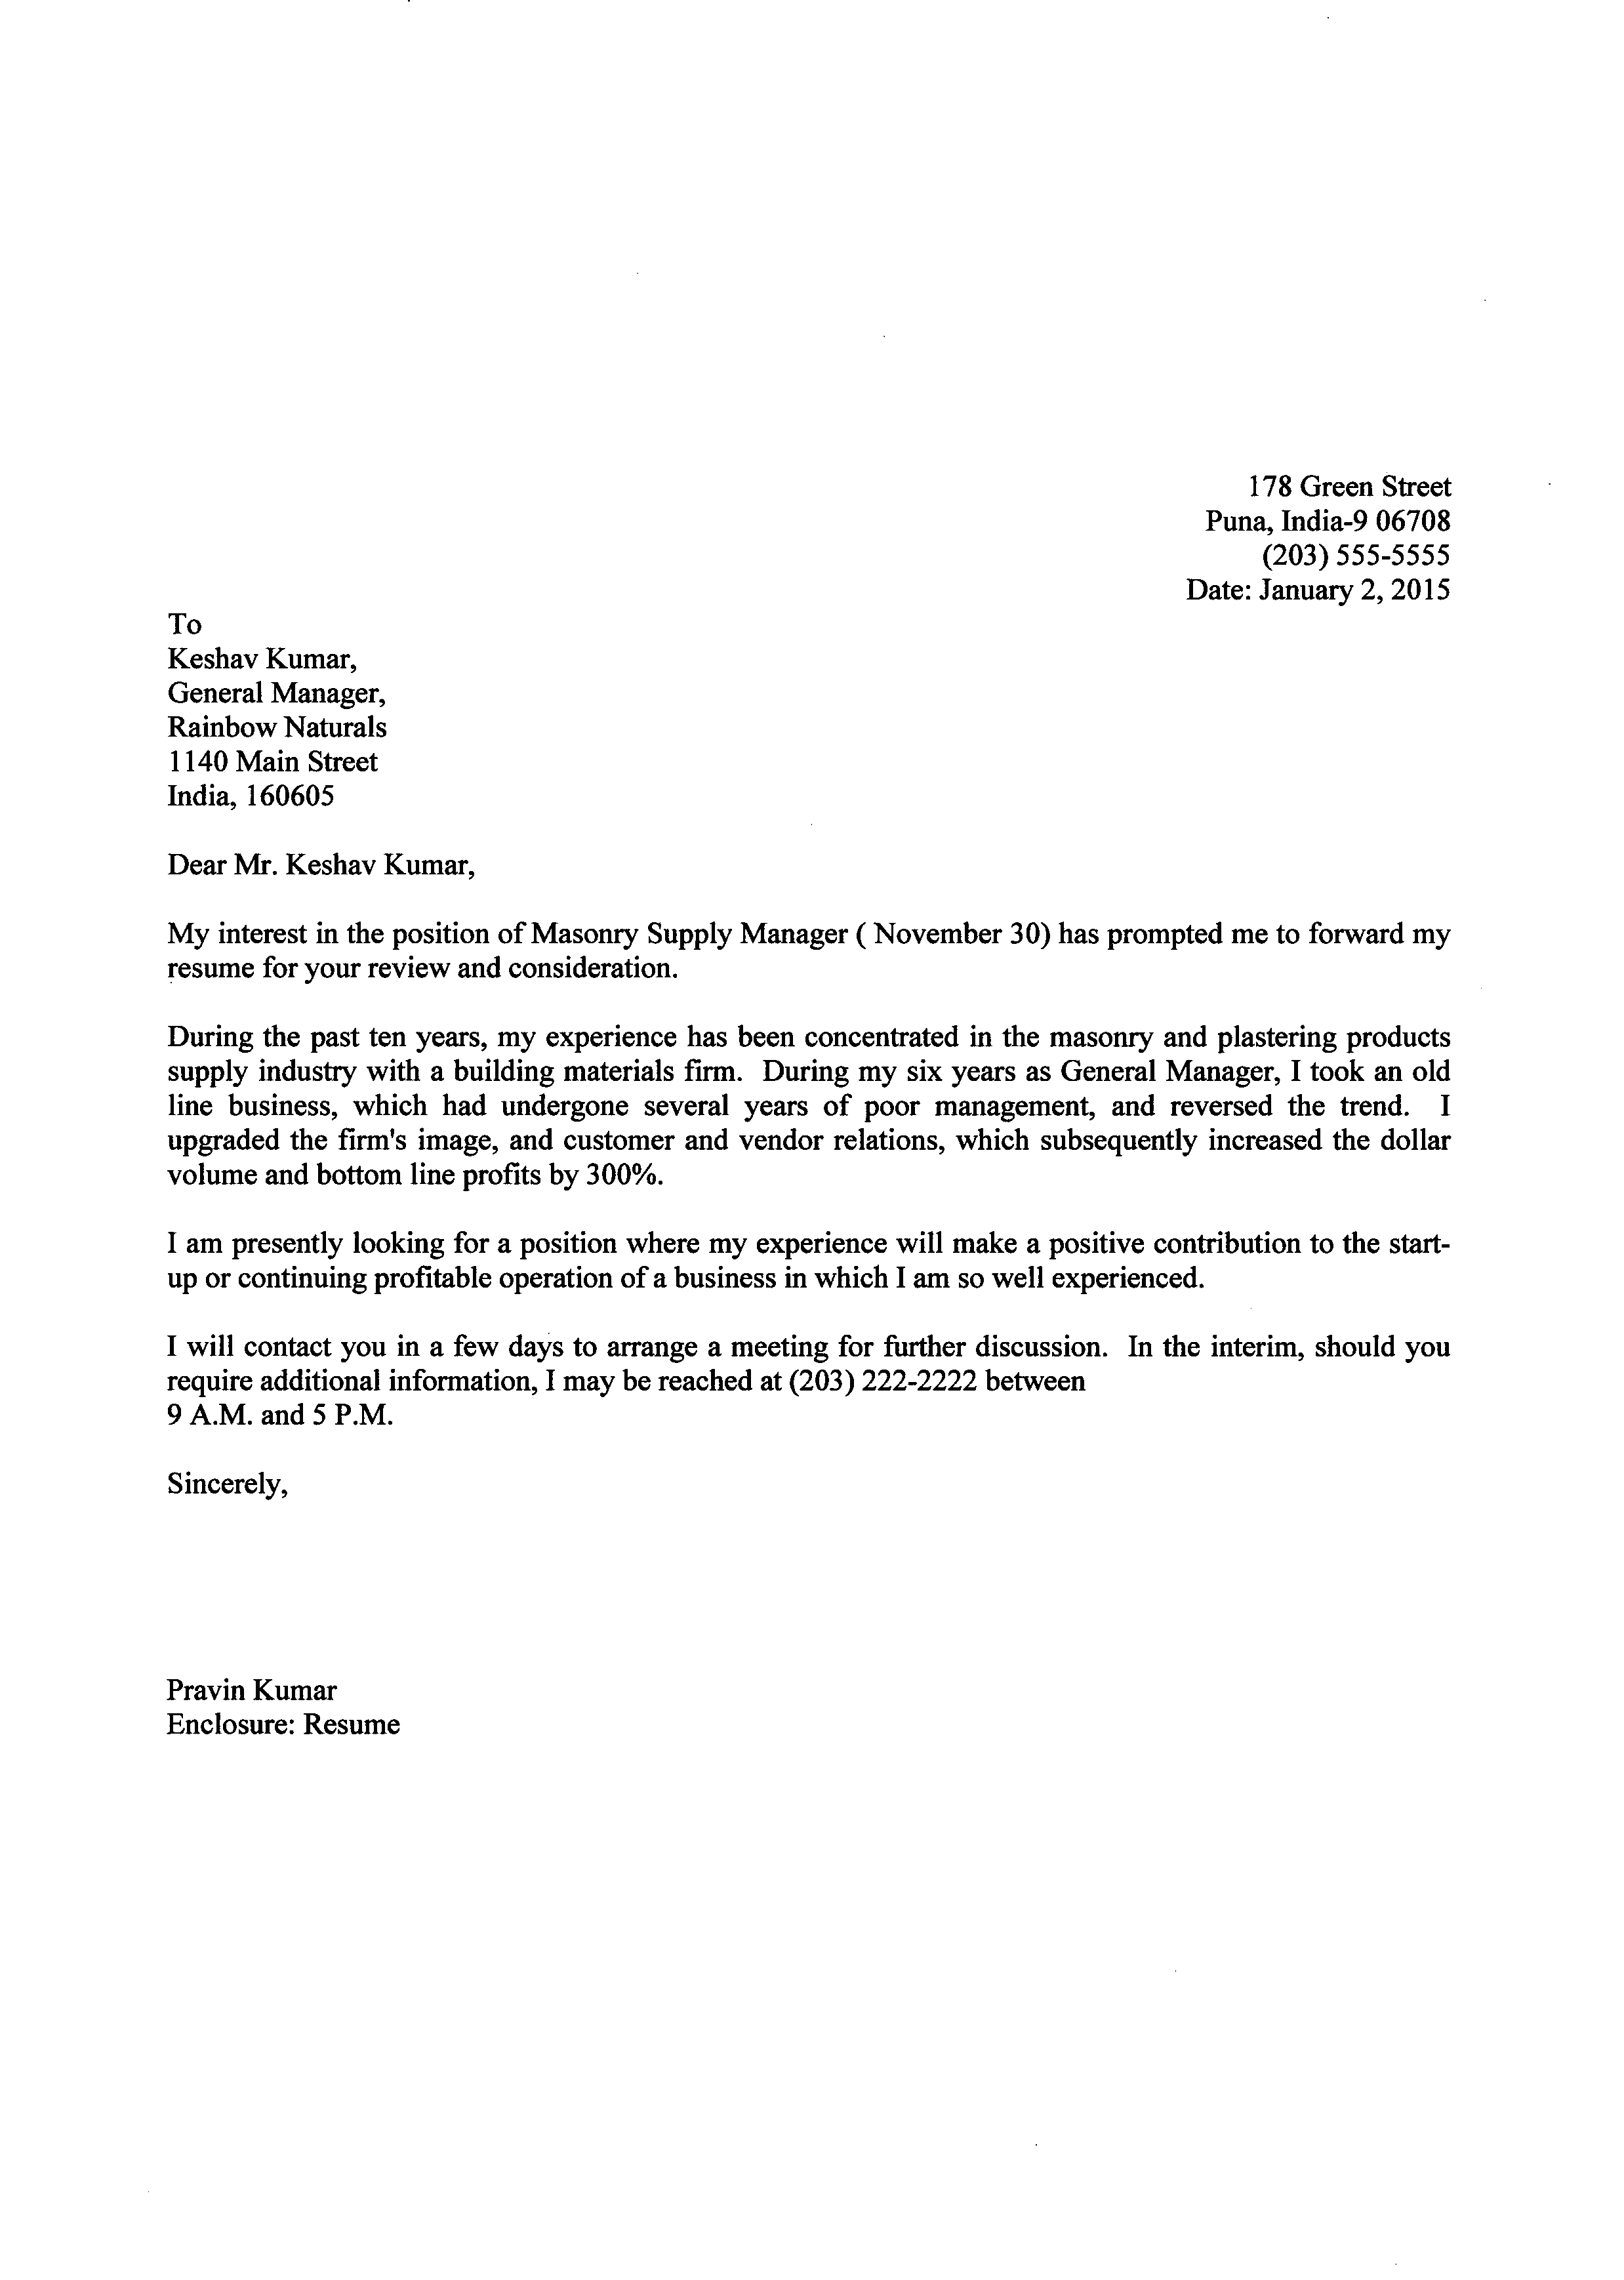 178 Green Street
Puna, India-9 06708
(203) 555-5555
Date: January 2, 2015
To
Keshav Kumar,
General Manager,
Rainbow Naturals
1140 Main Street
India, 160605
Dear Mr. Keshav Kumar,
My interest in the position of Masonry Supply Manager ( November 30) has prompted me to forward my
resume for your review and consideration.
During the past ten years, my experience has been concentrated in the masonry and plastering products
supply industry with a building materials firm.  During my six years as General Manager, I took an old
line business, which had undergone several years of poor management, and reversed the trend.  I
upgraded the firm's image, and customer and vendor relations, which subsequently increased the dollar
volume and bottom line profits by 300%.
I am presently looking for a position where my experience will make a positive contribution to the start-
up or continuing profitable operation of a business in which I am so well experienced.
I will contact you in a few days to arrange a meeting for further discussion.  In the interim, should you
require additional information, I may be reached at (203) 222-2222 between
9 A.M. and 5 P.M.
Sincerely,
Pravin Kumar
Enclosure: Resume